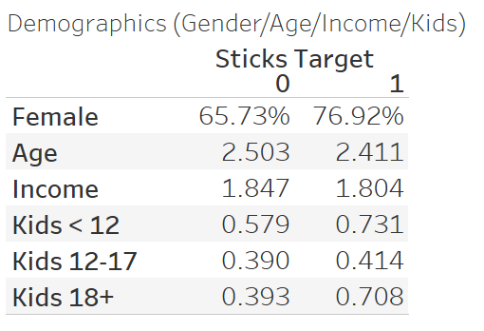 Demographics (Gender/Age/Income/Kids)
Sticks Target
0 1
Female 65.73% 76.92%
Age 2.503 2.411
Income 1.847 1.804
Kids < 12 0.579 0.731
Kids 12-17 0.390 0.414
Kids 18+ 0.393 0.708